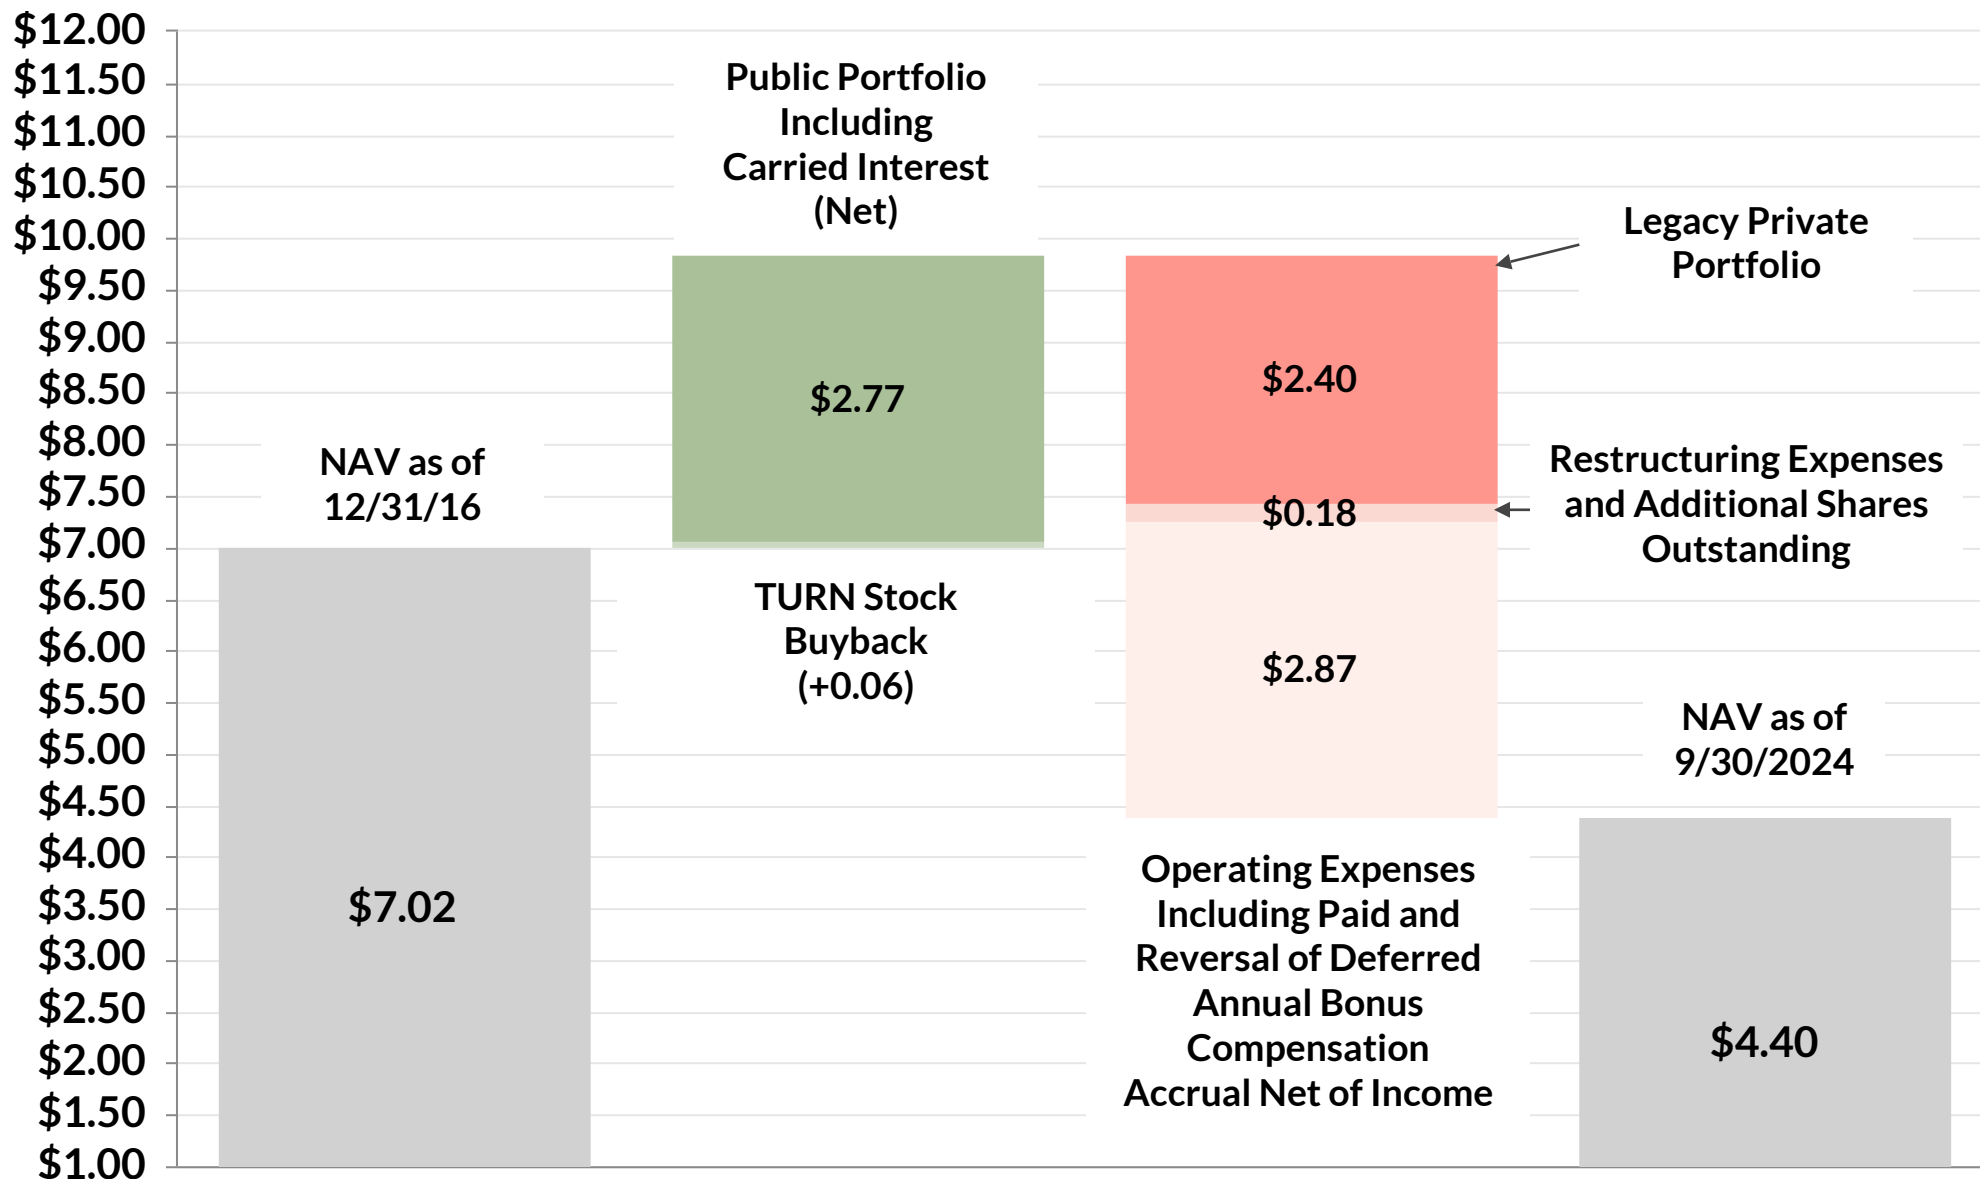 $12.00
$11.50
$11.00
$10.50
$10.00
$9.50
$9.00
$8.50
$8.00
$7.50
$7.00
$6.50
$6.00
$5.50
$5.00
$4.50
$4.00
$3.50
$3.00
$2.50
$2.00
$1.50
$1.00
NAV as of
12/31/16
$7.02
Public Portfolio
Including
Carried Interest
(Net)
$2.77
TURN Stock
Buyback
(+0.06)
Legacy Private
Portfolio
$2.40
$0.18
Restructuring Expenses
and Additional Shares
Outstanding
$2.87
Operating Expenses
Including Paid and
Reversal of Deferred
Annual Bonus
Compensation
Accrual Net of Income
NAV as of
9/30/2024
$4.40